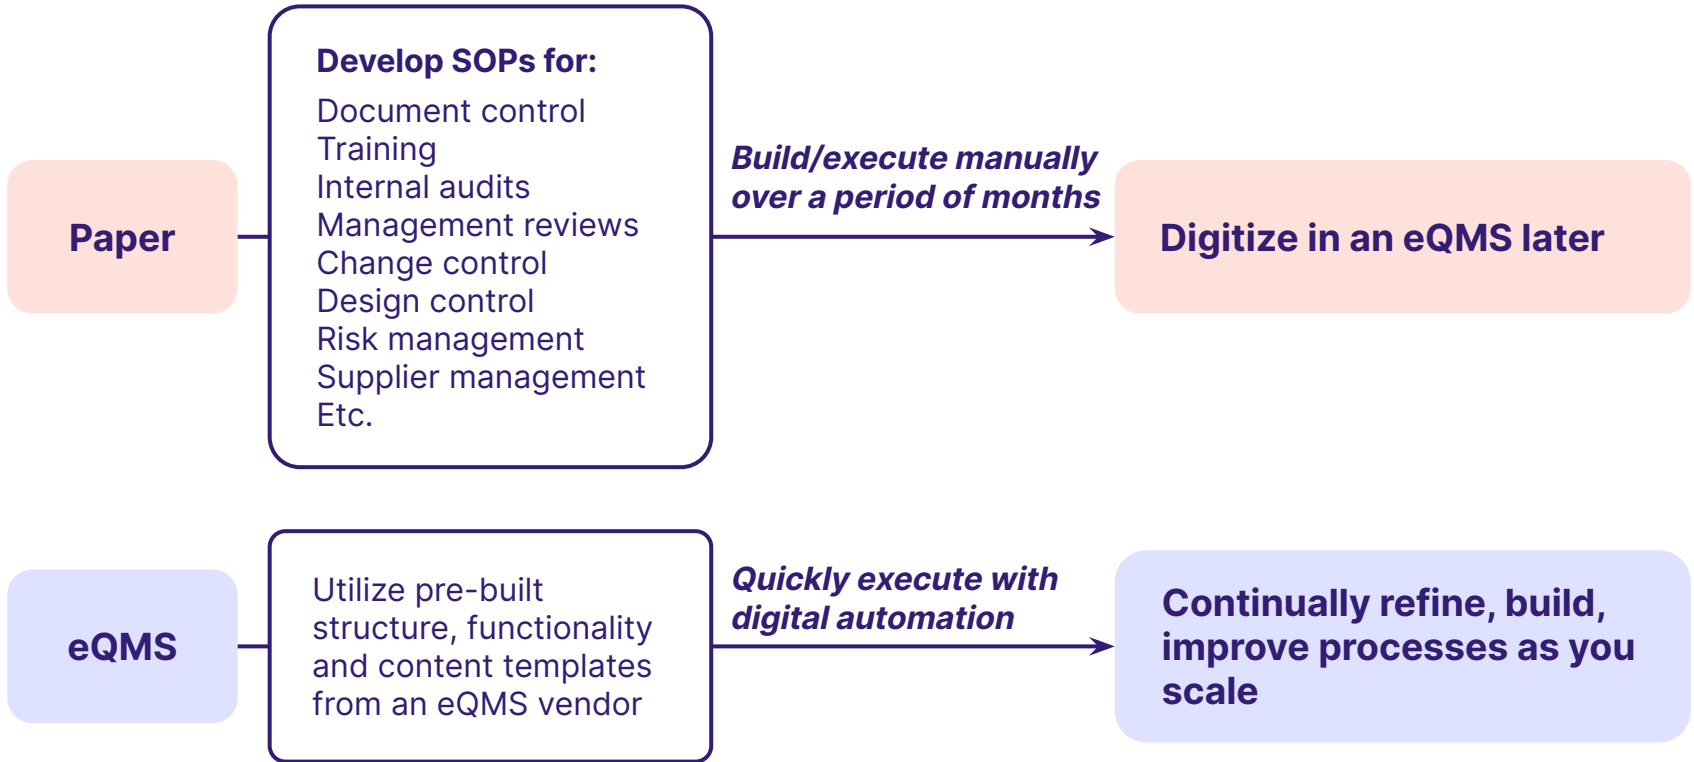 Paper
Develop SOPs for:
Document control
Training
Internal audits
Management reviews
Change control
Design control
Risk management
Supplier management
Etc.
Build/execute manually
over a period of months
Digitize in an eQMS later
eQMS
Utilize pre-built
structure, functionality
and content templates
from an eQMS vendor
Quickly execute with
digital automation
Continually refine, build,
improve processes as you
scale